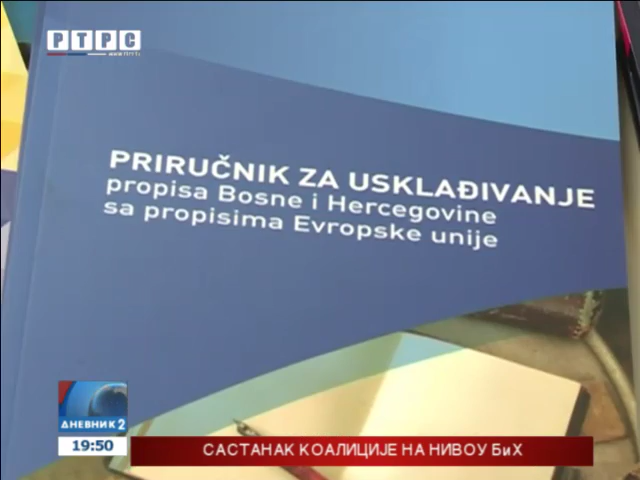 РТРС
PRIRUČNIK ZA USKLAĐIVANJE
propisa Bosne i Hercegovine
sa propisima Evropske unije
ДНЕВНИК 2
19:50
САСТАНАК КОАЛИЦИЈЕ НА НИВОУ БиХ